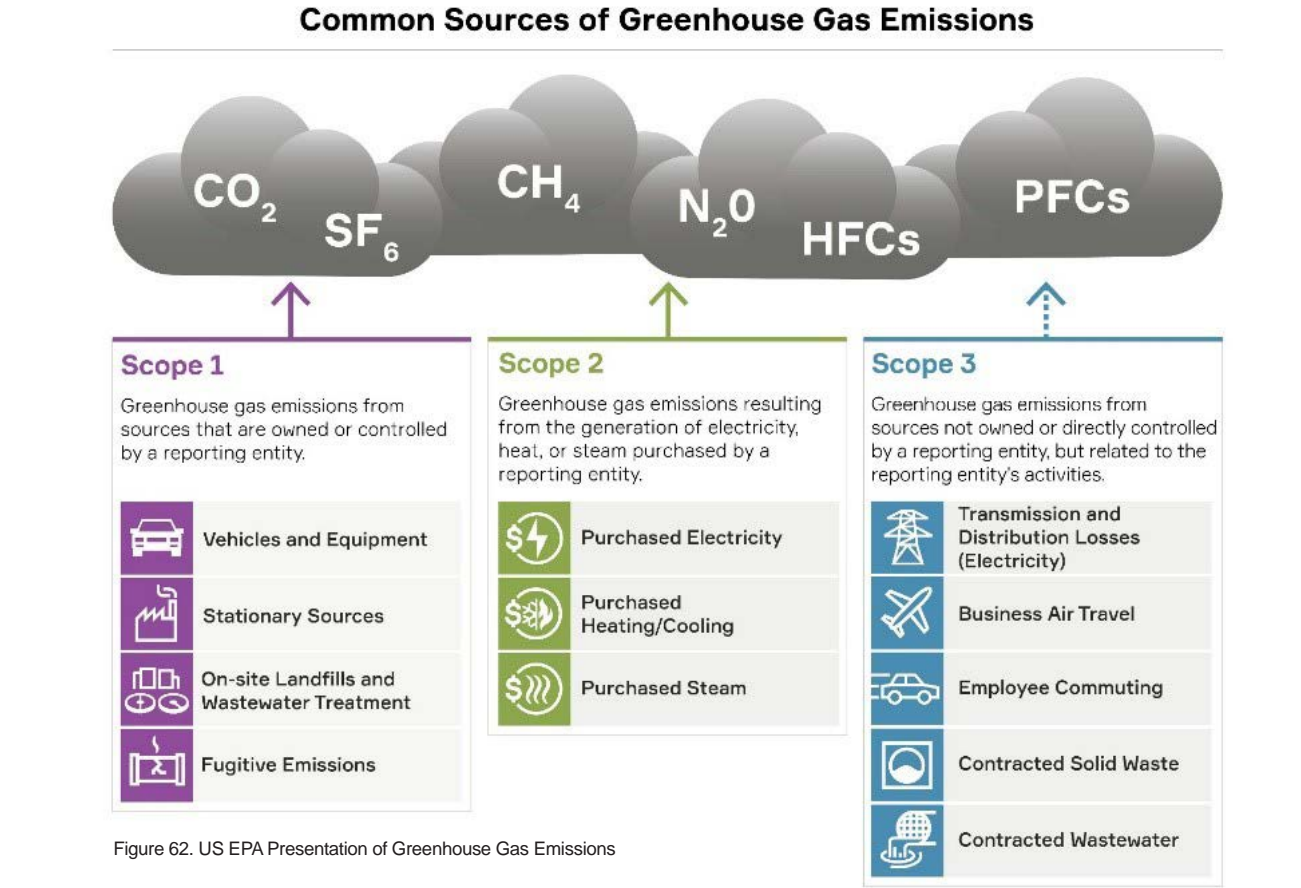 Common Sources of Greenhouse Gas Emissions
CO2
SF6
CH4
N20
HFCs
PFCs
Scope 1
Greenhouse gas emissions from
sources that are owned or controlled
by a reporting entity.
Vehicles and Equipment
Stationary Sources
On-site Landfills and
Wastewater Treatment
Fugitive Emissions
Scope 2
Greenhouse gas emissions resulting
from the generation of electricity,
heat, or steam purchased by a
reporting entity.
$
Purchased Electricity
$
Purchased
Heating/Cooling
$
Purchased Steam
Scope 3
Greenhouse gas emissions from
sources not owned or directly controlled
by a reporting entity, but related to the
reporting entity's activities.
Transmission and
Distribution Losses
(Electricity)
Business Air Travel
Employee Commuting
Contracted Solid Waste
Contracted Wastewater
Figure 62. US EPA Presentation of Greenhouse Gas Emissions